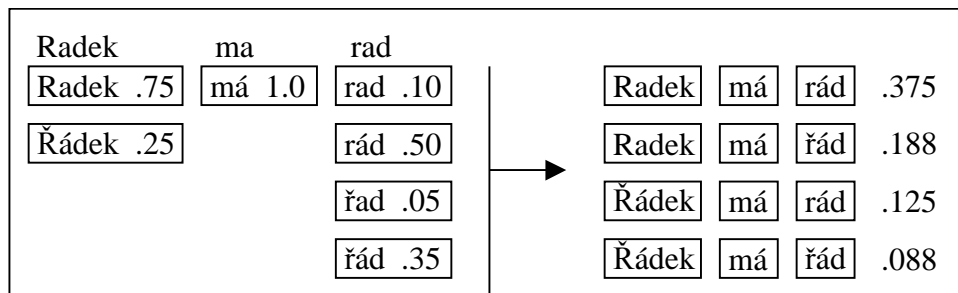 Radek ma rad
Radek .75 má 1.0 rad .10 Radek má rád .375
Řádek .25 rád .50 Radek má řád .188
řad .05 Řádek má rád .125
řád .35 Řádek má řád .088